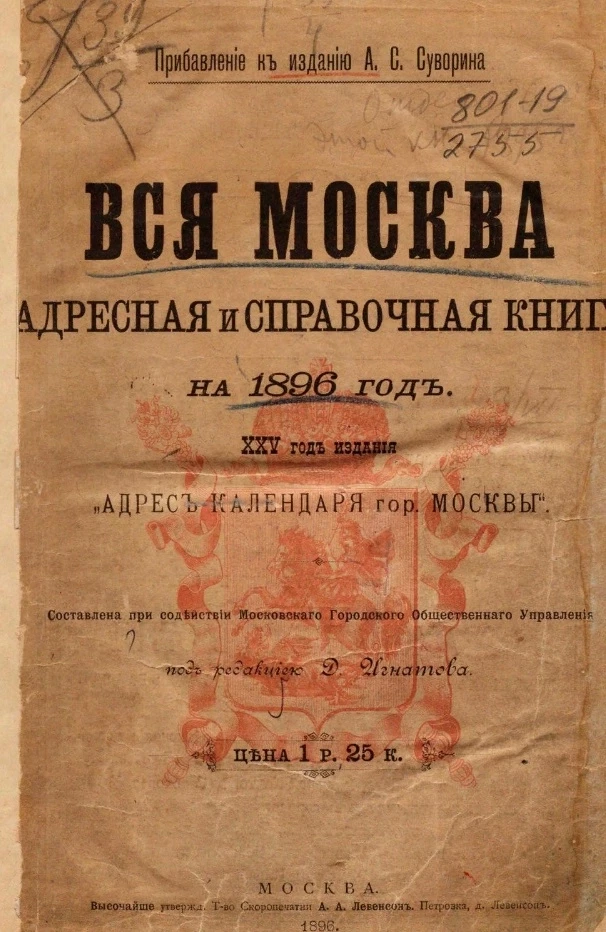 Прибавленіе къ изданію А. С. Суворина
801-19
2755
ВСЯ МОСКВА
АДРЕСНАЯ и СПРАВОЧНАЯ КНИГ
НА 1896 ГОДЪ.
XXV ГОДЪ ИЗДАНІЯ
„АДРЕСЪ-КАЛЕНДАРЯ гор. МОСКВЫ“.
Составлена при содѣйствіи Московскаго Городского Общественнаго Управленія
подъ редакціею Д. Игнатова.
ЦѢНА 1 Р. 25 К.
МОСКВА.
Высочайше утвержд. Т-во Скоропечатни А. А. Левенсонъ. Петровка, д. Левенсонъ.
1896.